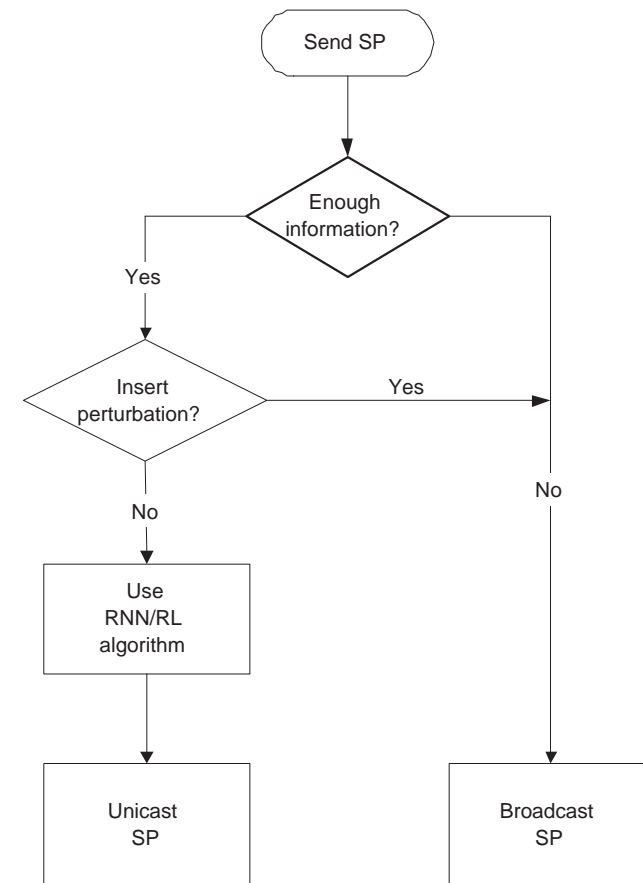 Send SP
Enough
information?
Yes
Insert
perturbation?
Yes
No
No
Use
RNN/RL
algorithm
Unicast
SP
Broadcast
SP